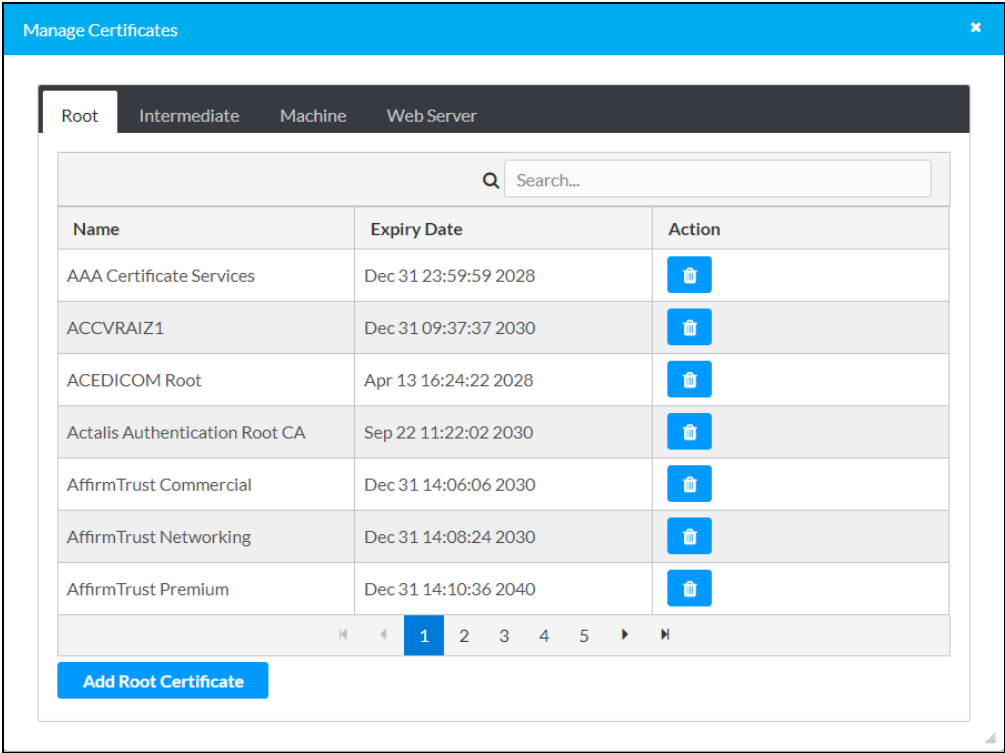 Manage Certificates
Root Intermediate Machine Web Server
Search...
Name Expiry Date Action
AAA Certificate Services Dec 31 23:59:59 2028
ACCVRAIZ1 Dec 31 09:37:37 2030
ACEDICOM Root Apr 13 16:24:22 2028
Actalis Authentication Root CA Sep 22 11:22:02 2030
AffirmTrust Commercial Dec 31 14:06:06 2030
AffirmTrust Networking Dec 31 14:08:24 2030
AffirmTrust Premium Dec 31 14:10:36 2040
1 2 3 4 5
Add Root Certificate